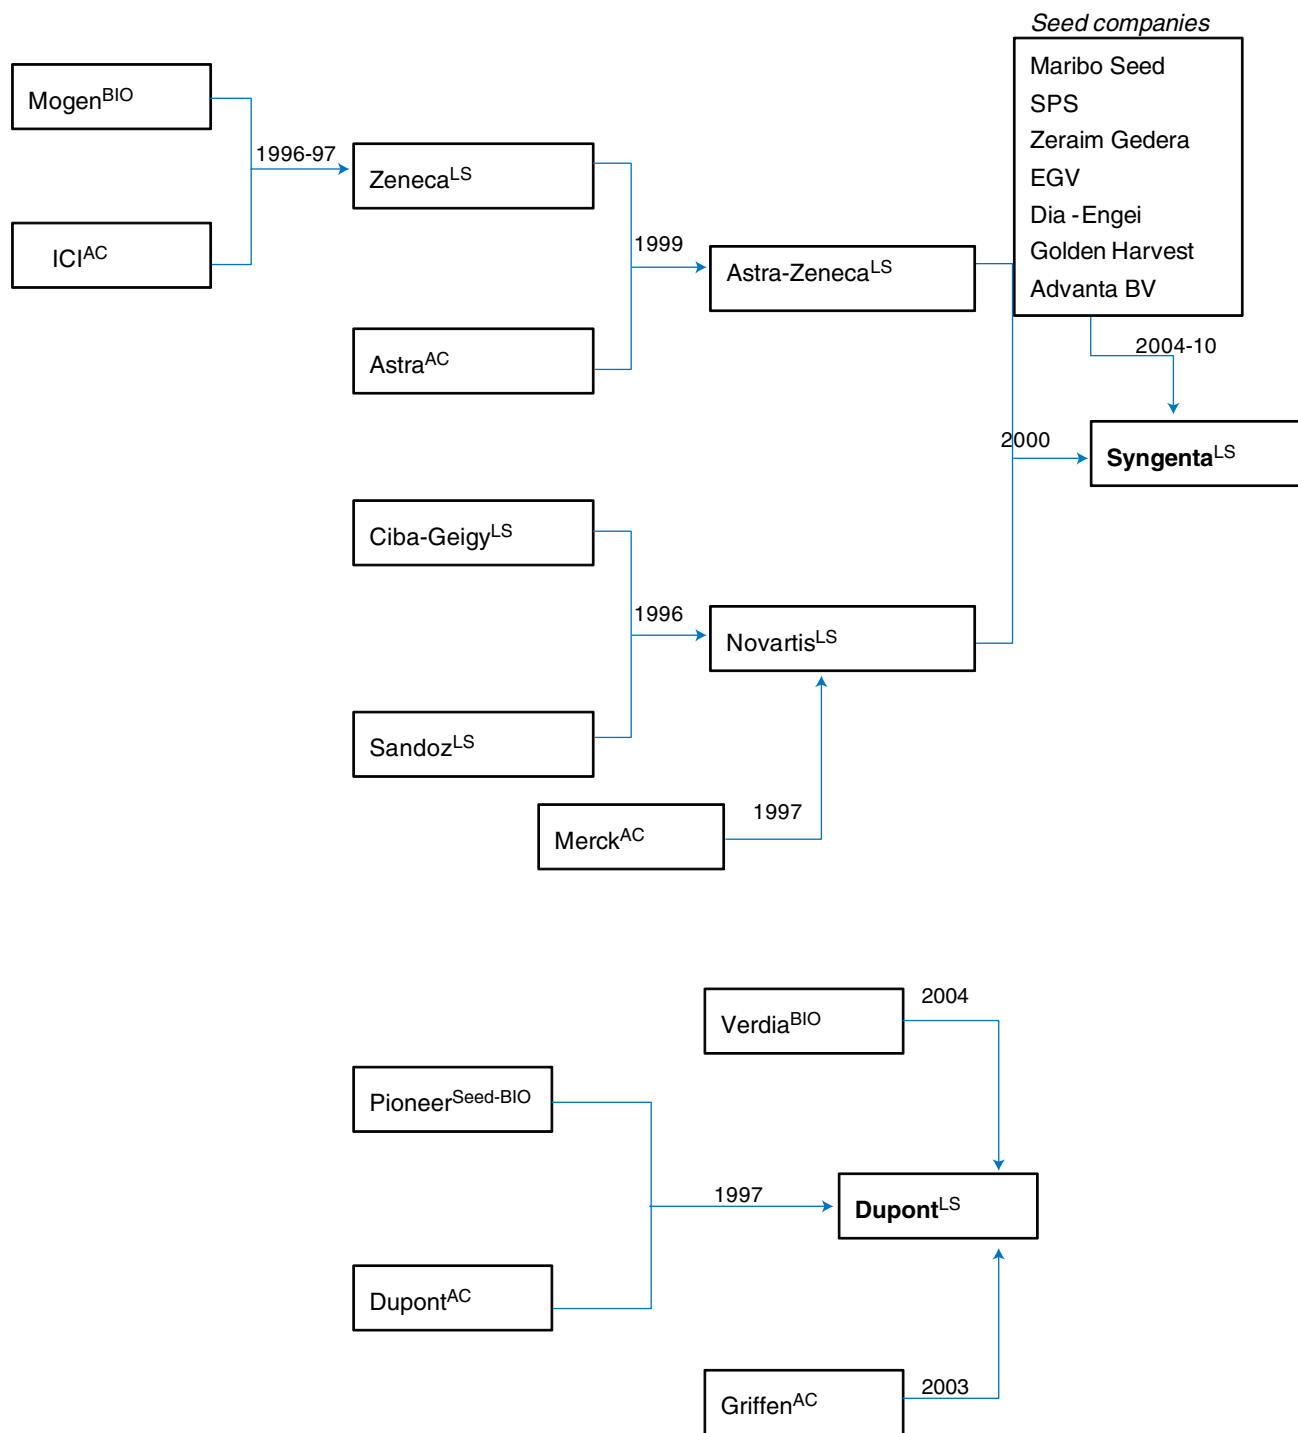 Seed companies
Maribo Seed
SPS
Zeraim Gedera
EGV
Dia -Engei
Golden Harvest
Advanta BV
MogenBIO
1996-97
ZenecaLS
ICIAC
1999
Astra-ZenecaLS
AstraAC
2004-10
2000
SyngentaLS
Ciba-GeigyLS
1996
NovartisLS
SandozLS
MerckAC
1997
VerdiaBIO
2004
PioneerSeed-BIO
1997
DupontLS
DupontAC
GriffenAC
2003